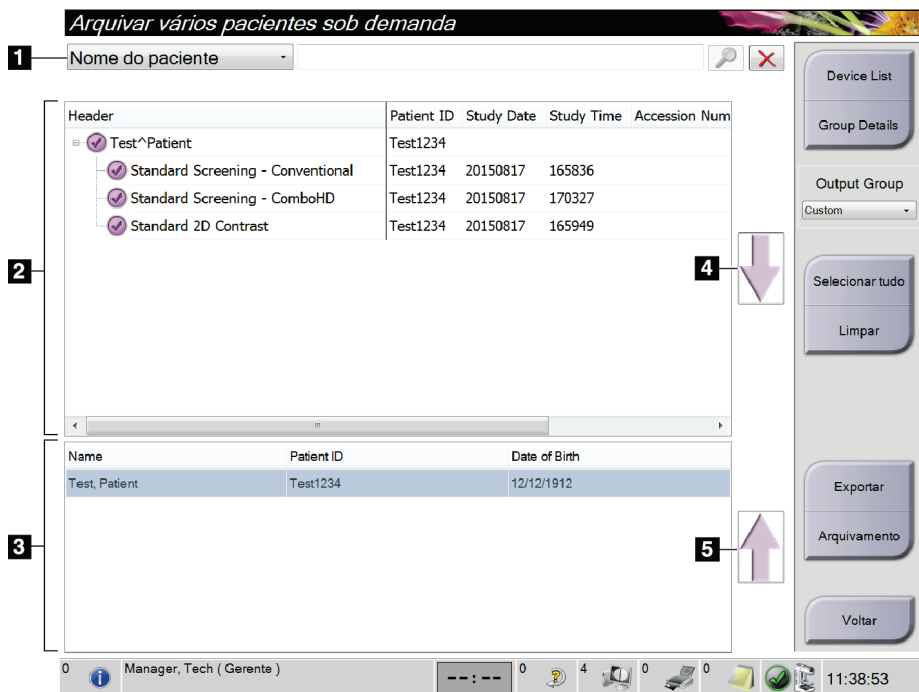 Arquivar vários pacientes sob demanda
1 Nome do paciente
Device List
Group Details
Output Group
Custom
Selecionar tudo
Limpar
Exportar
Arquivamento
Voltar
2
Header Patient ID Study Date Study Time Accession Num
Test^Patient Test1234
Standard Screening - Conventional Test1234 20150817 165836
Standard Screening - ComboHD Test1234 20150817 170327
Standard 2D Contrast Test1234 20150817 165949
4
3
Name Patient ID Date of Birth
Test, Patient Test1234 12/12/1912
5
0 Manager, Tech ( Gerente ) --:-- 0 4 0 0 11:38:53